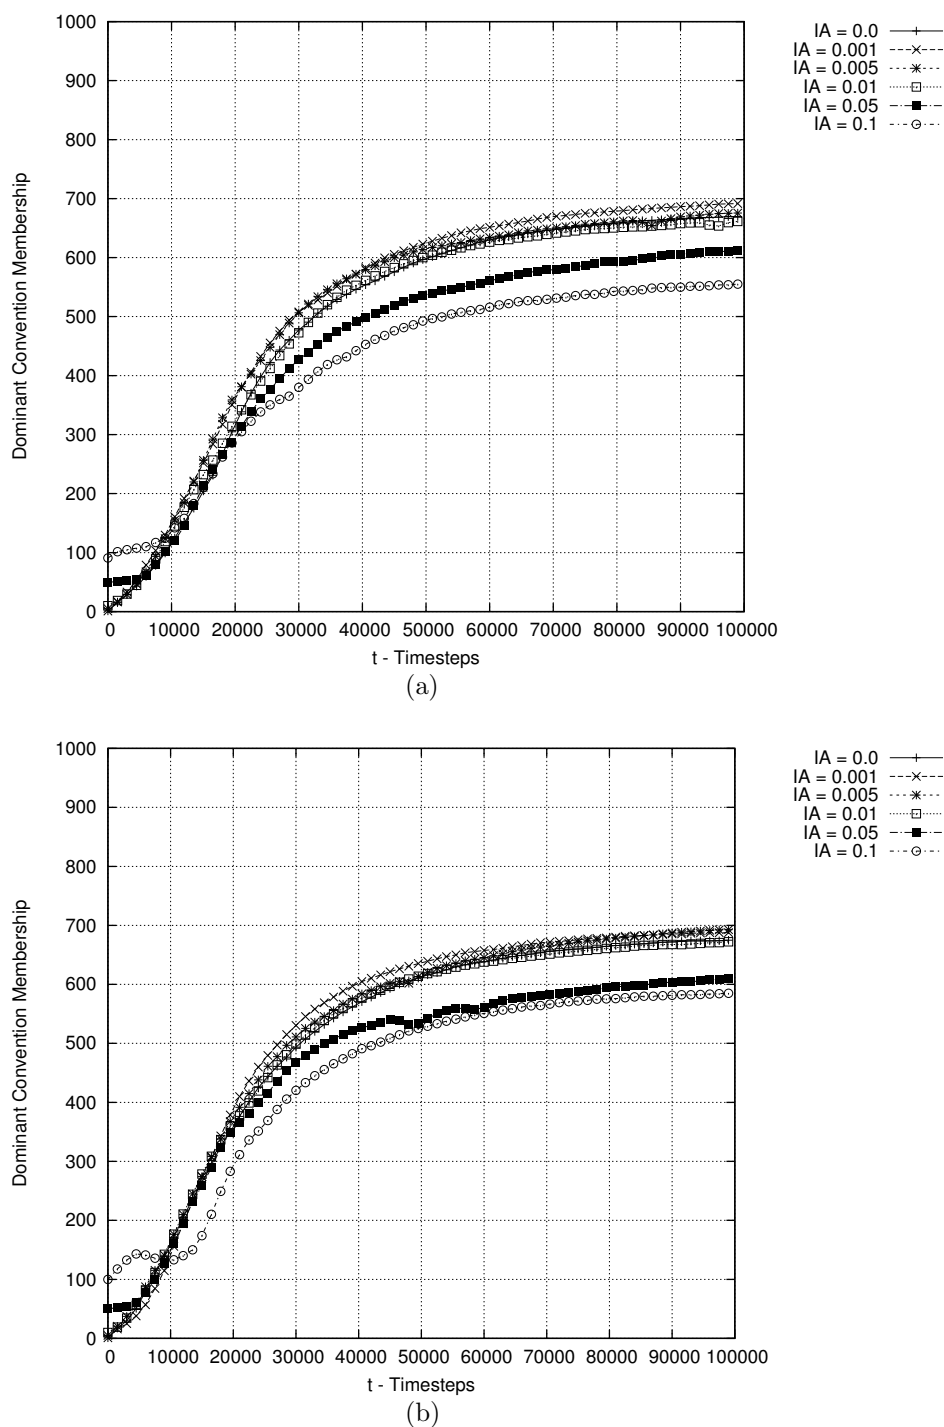 1000
900
800
700
600
500
400
300
200
100
0
Dominant Convention Membership
0 10000 20000 30000 40000 50000 60000 70000 80000 90000 100000
t - Timesteps
IA = 0.0
IA = 0.001
IA = 0.005
IA = 0.01
IA = 0.05
IA = 0.1
(a)
1000
900
800
700
600
500
400
300
200
100
0
Dominant Convention Membership
0 10000 20000 30000 40000 50000 60000 70000 80000 90000 100000
t - Timesteps
IA = 0.0
IA = 0.001
IA = 0.005
IA = 0.01
IA = 0.05
IA = 0.1
(b)